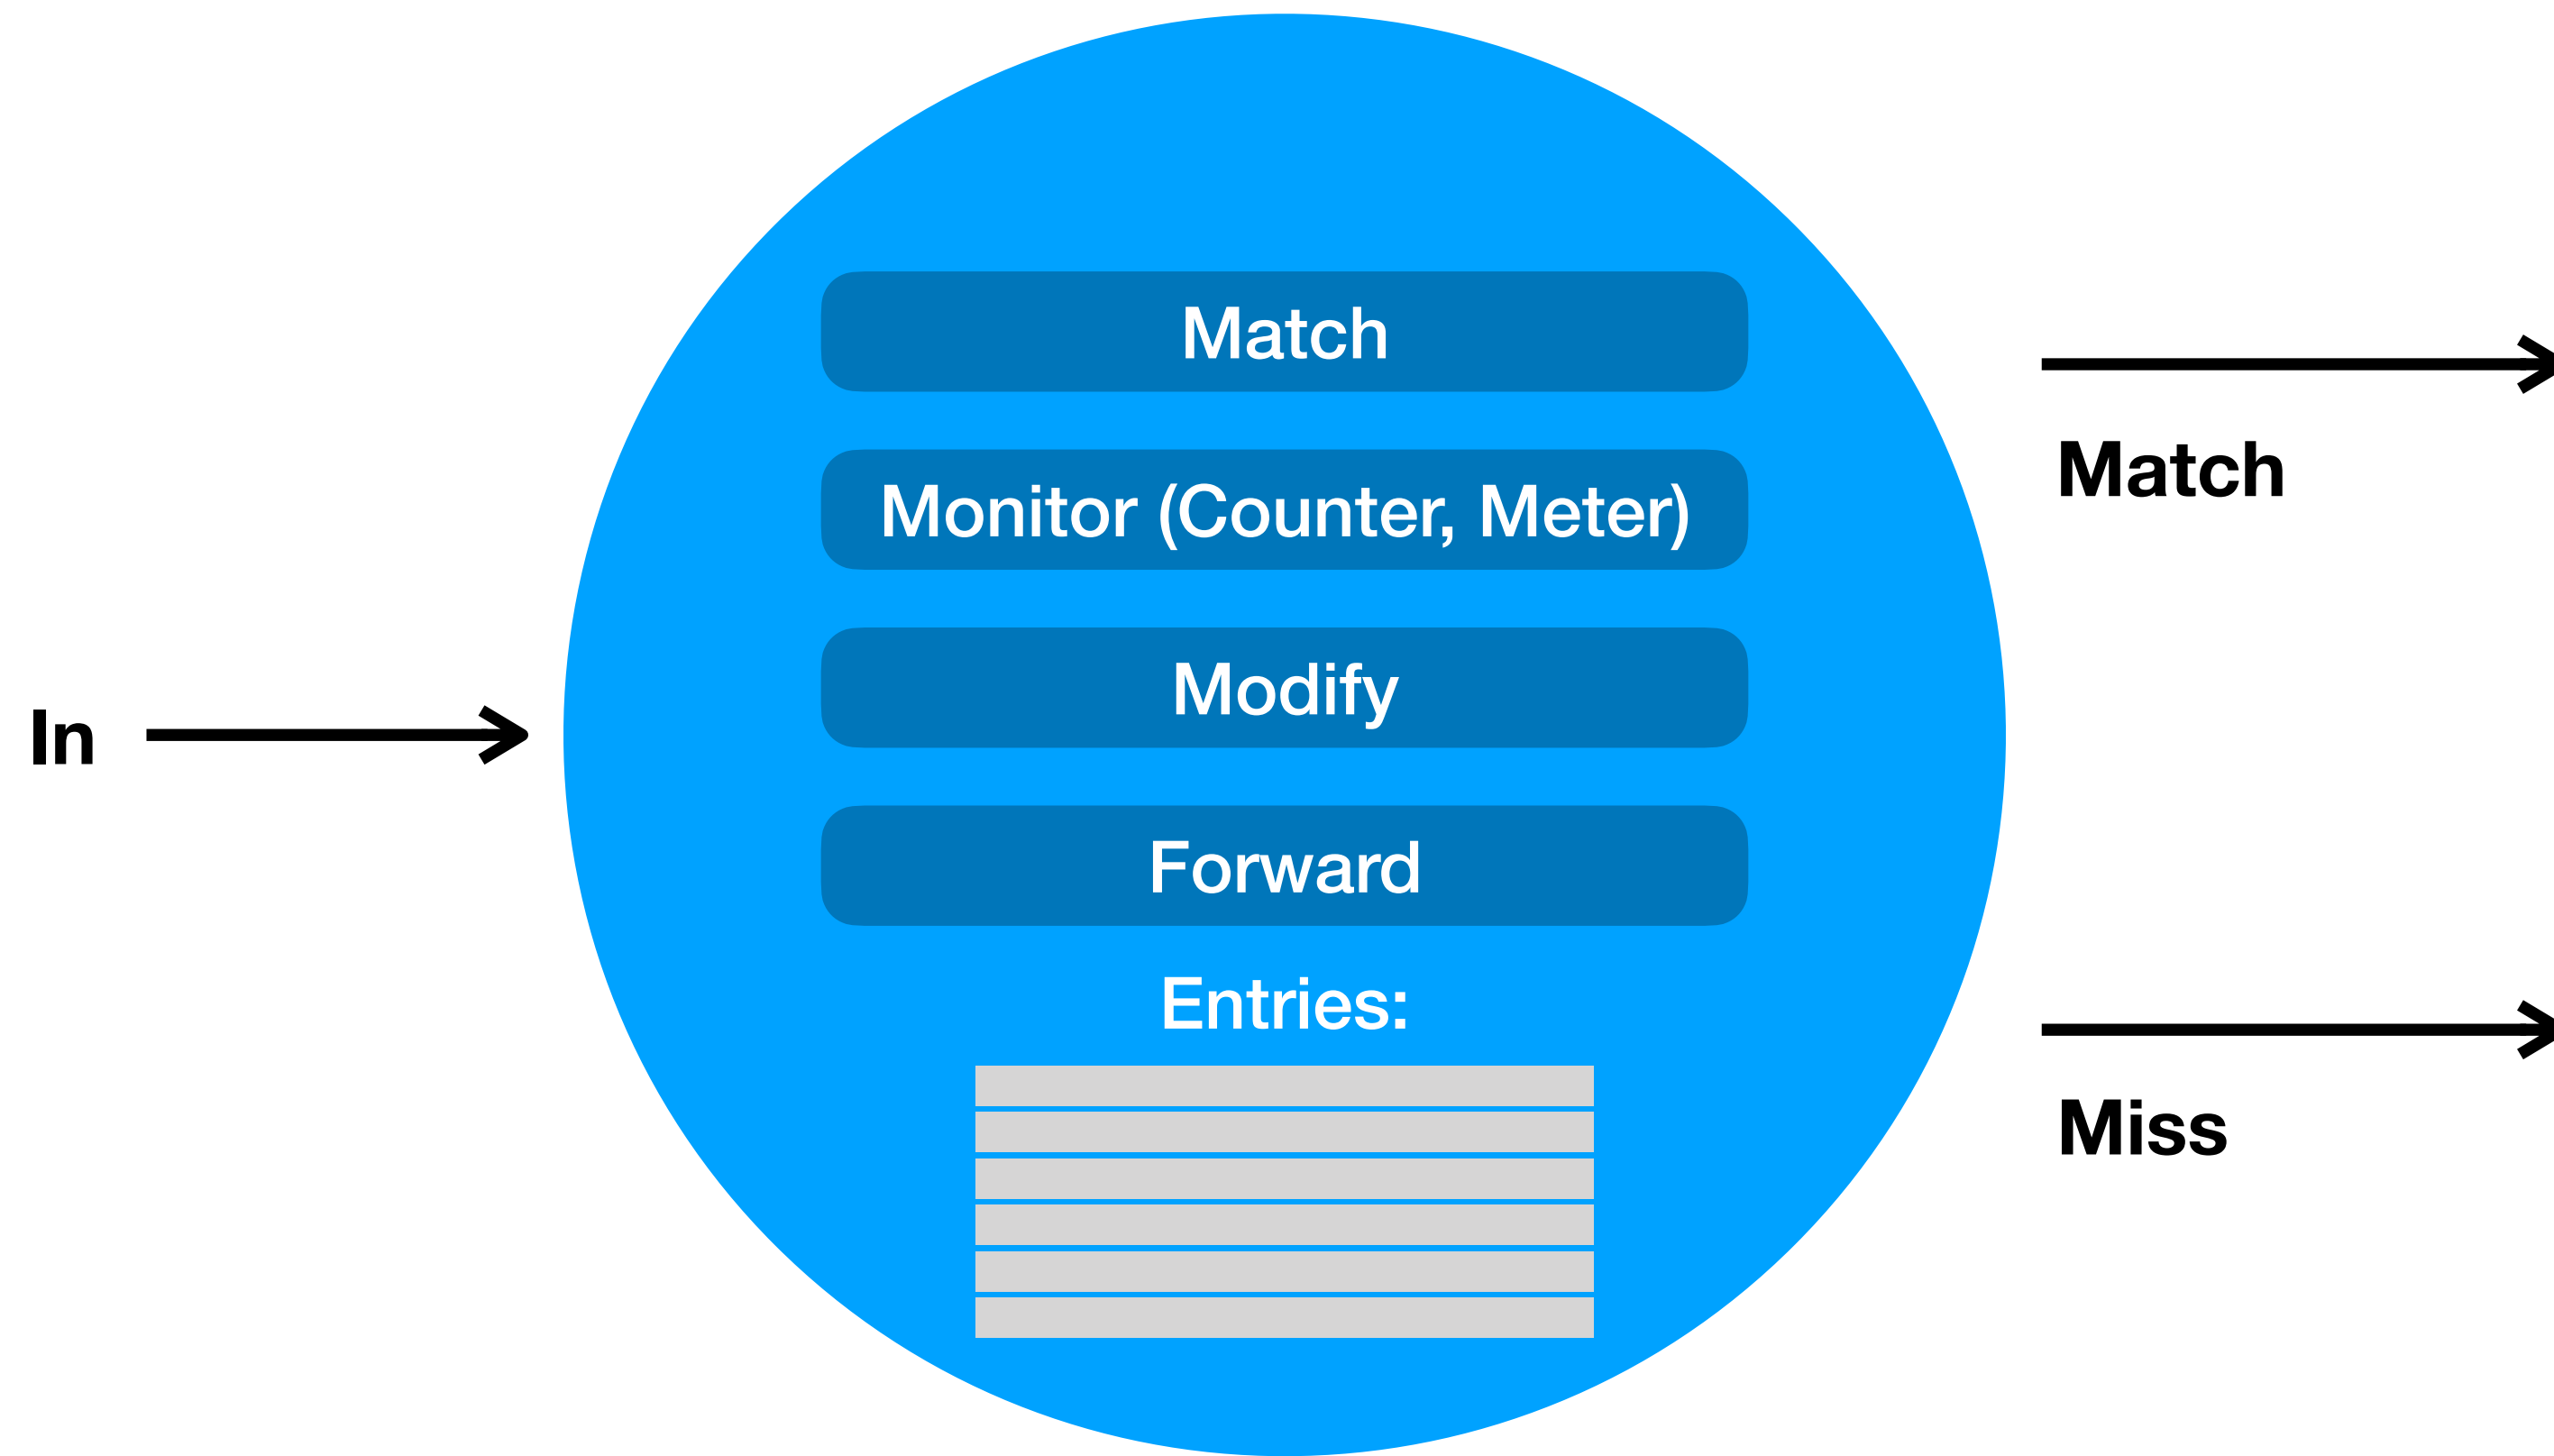 In
Match
Monitor (Counter, Meter)
Modify
Forward
Entries:
Match
Miss